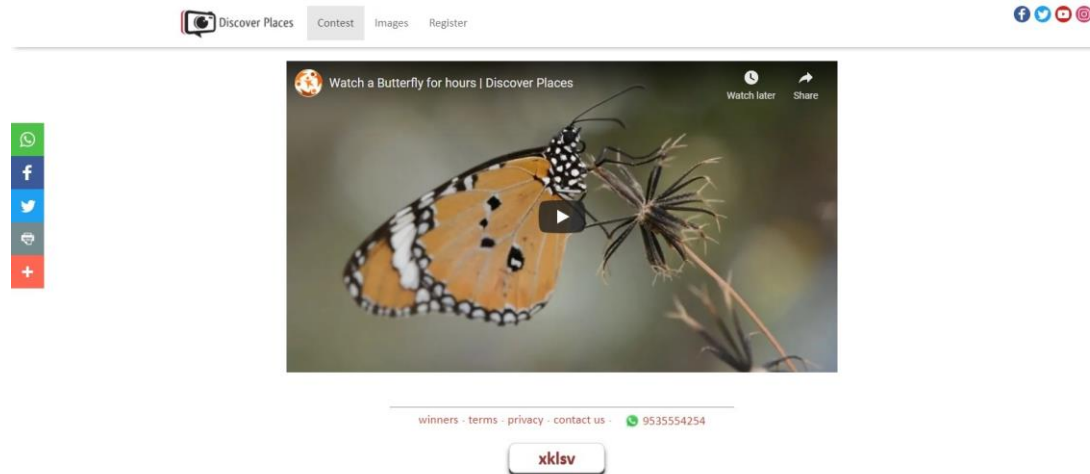 Discover Places Contest Images Register
Watch a Butterfly for hours | Discover Places
Watch later Share
winners - terms - privacy - contact us - 9535554254
xklsv